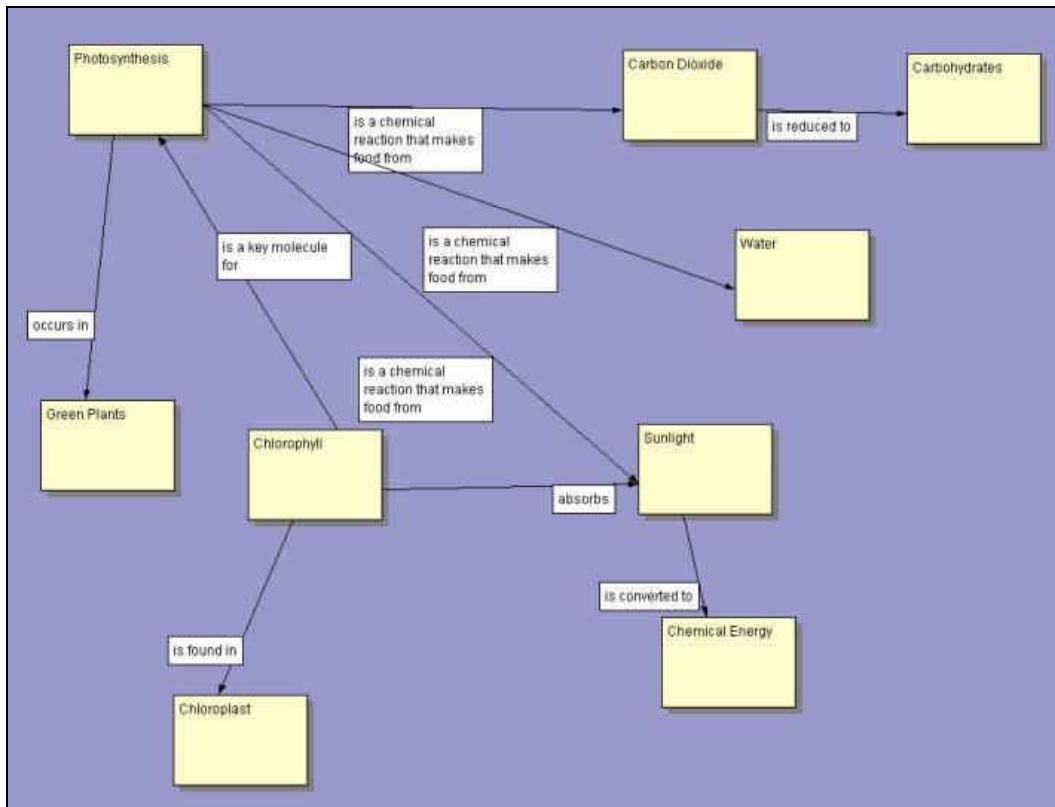 Photosynthesis
Carbon Dioxide
Carbohydrates
is a chemical
reaction that makes
food from
is reduced to
is a key molecule
for
is a chemical
reaction that makes
food from
Water
occurs in
is a chemical
reaction that makes
food from
Green Plants
Chlorophyll
Sunlight
absorbs
is converted to
Chemical Energy
is found in
Chloroplast